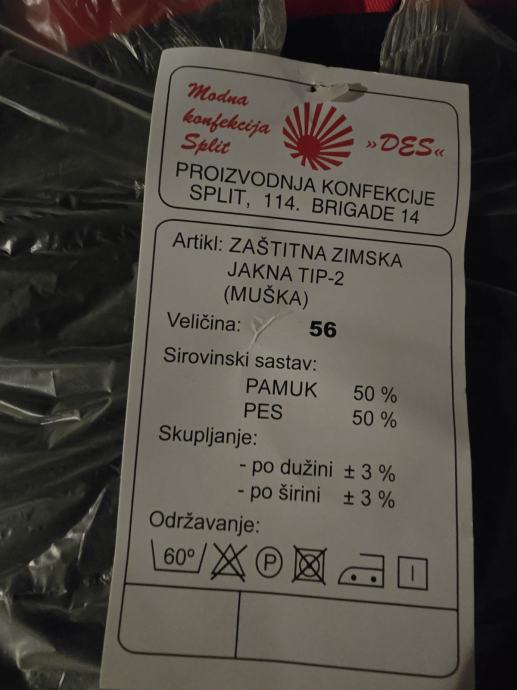 Modna
konfekcija
Split
»DES«
PROIZVODNJA KONFEKCIJE
SPLIT, 114. BRIGADE 14
Artikl: ZAŠTITNA ZIMSKA
JAKNA TIP-2
(MUŠKA)
Veličina: 56
Sirovinski sastav:
PAMUK 50 %
PES 50 %
Skupljanje:
- po dužini ± 3 %
- po širini ± 3 %
Održavanje:
60º P